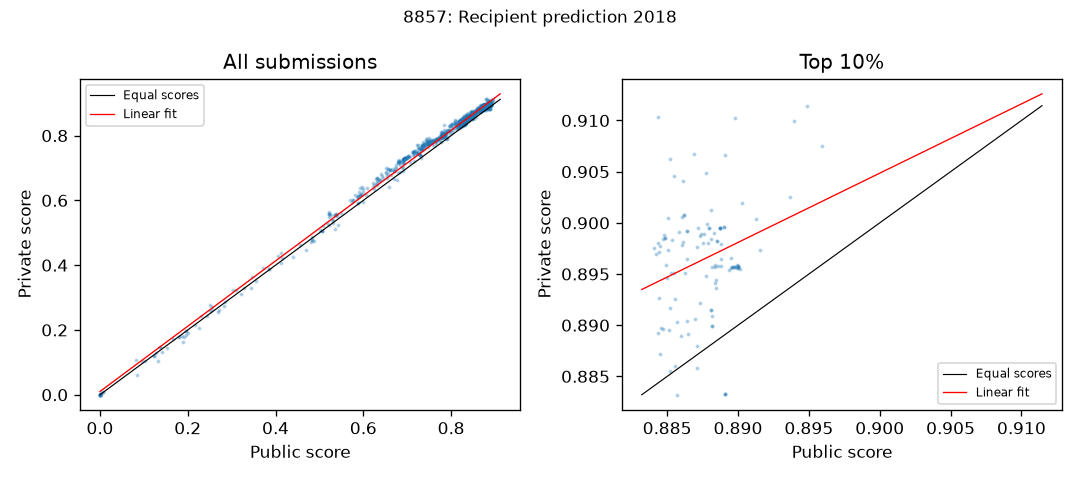 8857: Recipient prediction 2018
All submissions
Equal scores
Linear fit
Private score
0.8
0.6
0.4
0.2
0.0
0.0 0.2 0.4 0.6 0.8
Public score
Top 10%
Private score
0.910
0.905
0.900
0.895
0.890
0.885
Equal scores
Linear fit
0.885 0.890 0.895 0.900 0.905 0.910
Public score